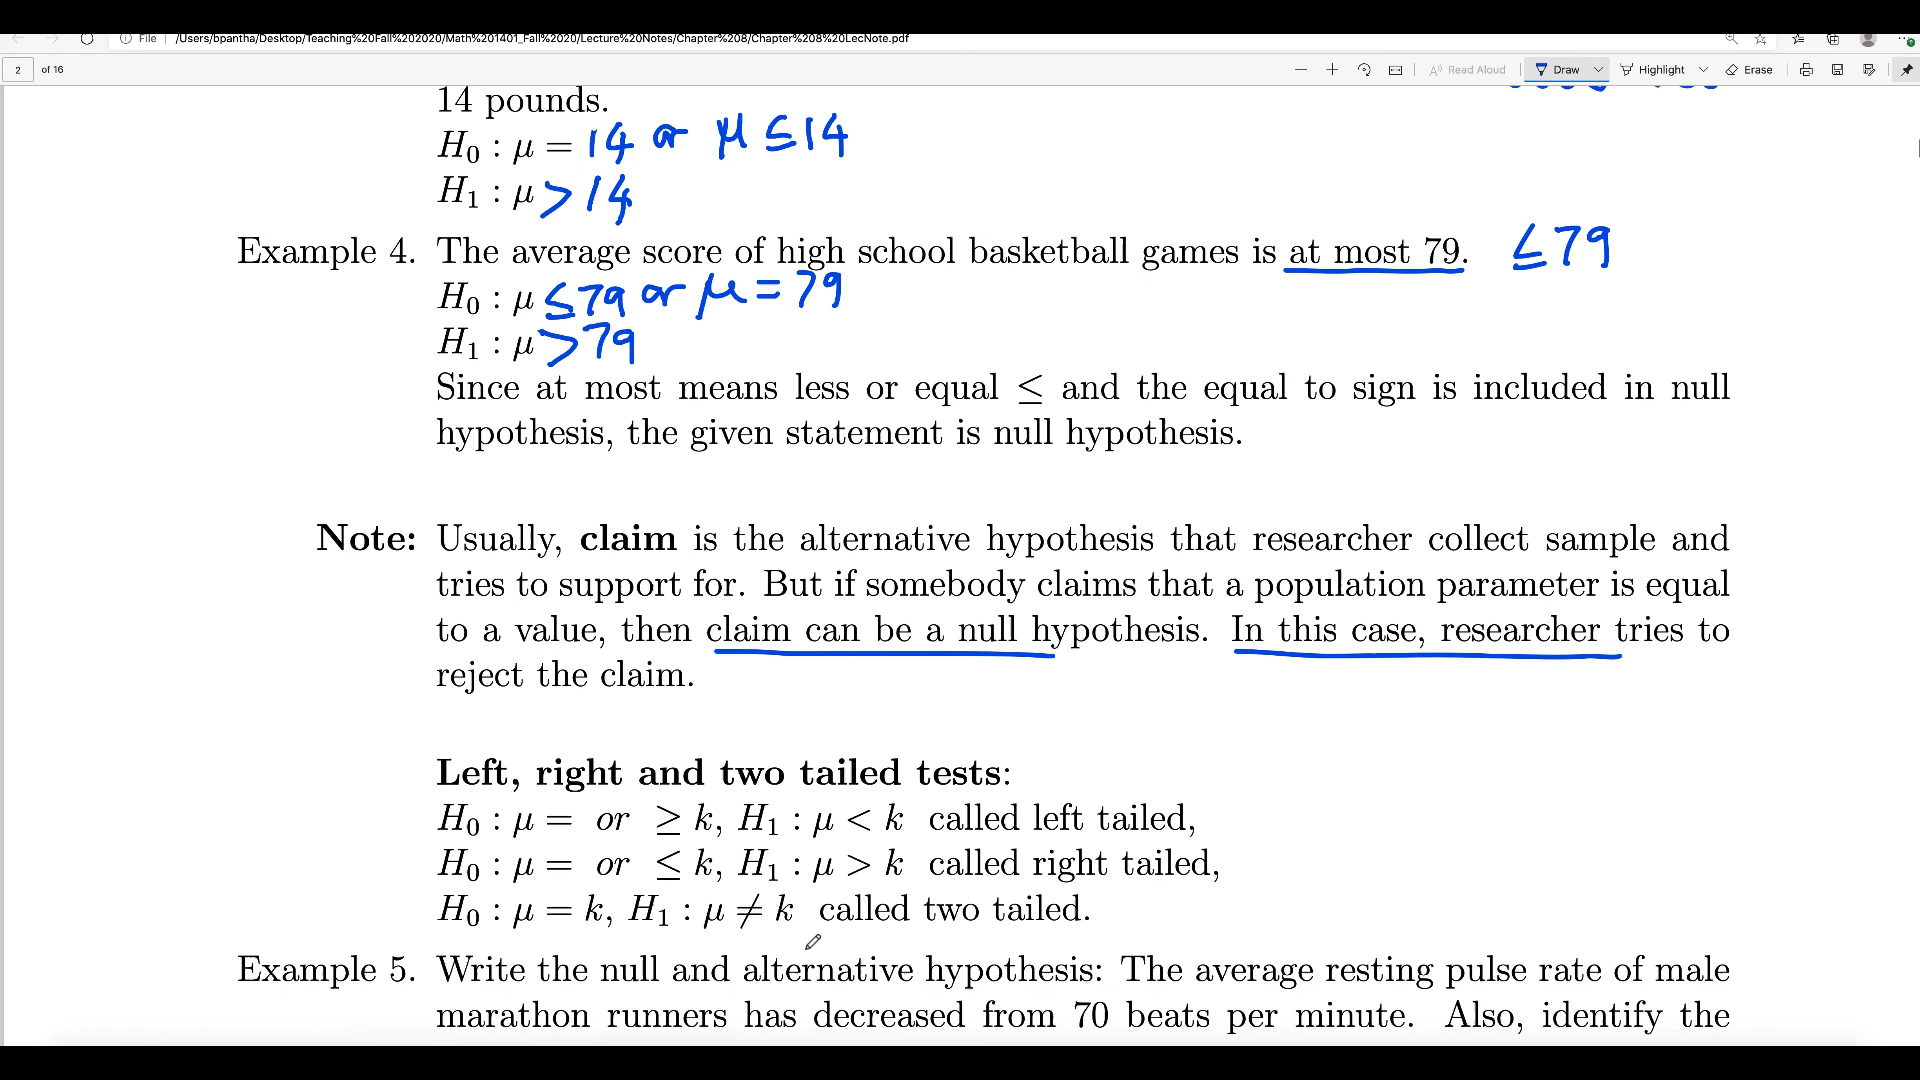 File | /Users/bpantha/Desktop/Teaching%20Fall%202020/Math%201401_Fall%2020/Lecture%20Notes/Chapter%208/Chapter%208%20LecNote.pdf
2 of 16 Read Aloud Draw Highlight Erase
14 pounds.
H₀ : μ = 14 or μ ≤ 14
H₁ : μ > 14
Example 4. The average score of high school basketball games is at most 79. ≤ 79
H₀ : μ ≤ 79 or μ = 79
H₁ : μ > 79
Since at most means less or equal ≤ and the equal to sign is included in null
hypothesis, the given statement is null hypothesis.
Note: Usually, claim is the alternative hypothesis that researcher collect sample and
tries to support for. But if somebody claims that a population parameter is equal
to a value, then claim can be a null hypothesis. In this case, researcher tries to
reject the claim.
Left, right and two tailed tests:
H₀ : μ = or ≥ k, H₁ : μ < k called left tailed,
H₀ : μ = or ≤ k, H₁ : μ > k called right tailed,
H₀ : μ = k, H₁ : μ ≠ k called two tailed.
Example 5. Write the null and alternative hypothesis: The average resting pulse rate of male
marathon runners has decreased from 70 beats per minute. Also, identify the